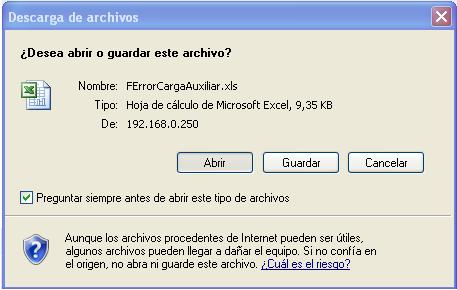 Descarga de archivos
¿Desea abrir o guardar este archivo?
Nombre: FErrorCargaAuxiliar.xls
Tipo: Hoja de cálculo de Microsoft Excel, 9,35 KB
De: 192.168.0.250
Abrir Guardar Cancelar
Preguntar siempre antes de abrir este tipo de archivos
Aunque los archivos procedentes de Internet pueden ser útiles,
algunos archivos pueden llegar a dañar el equipo. Si no confía en
el origen, no abra ni guarde este archivo. ¿Cuál es el riesgo?